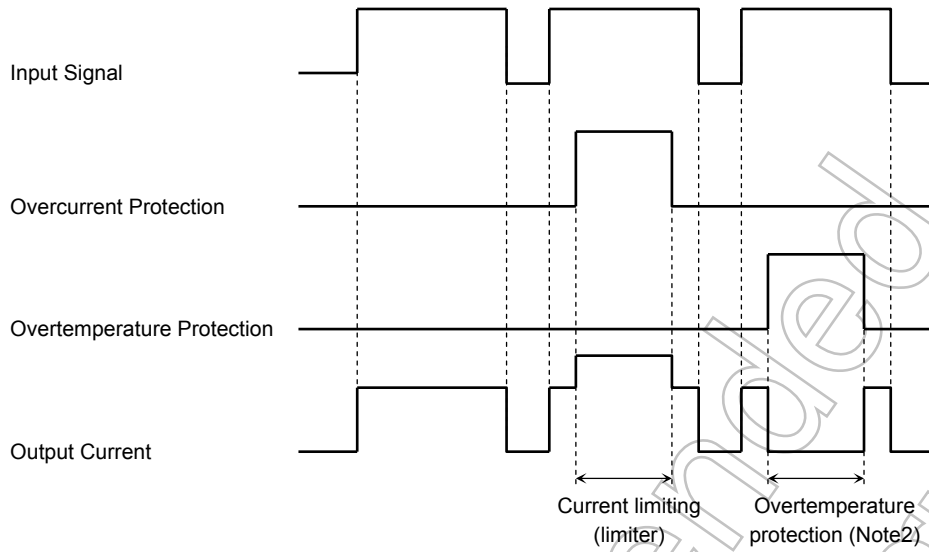 Input Signal
Overcurrent Protection
Overtemperature Protection
Output Current
Current limiting
(limiter)
Overtemperature
protection (Note2)